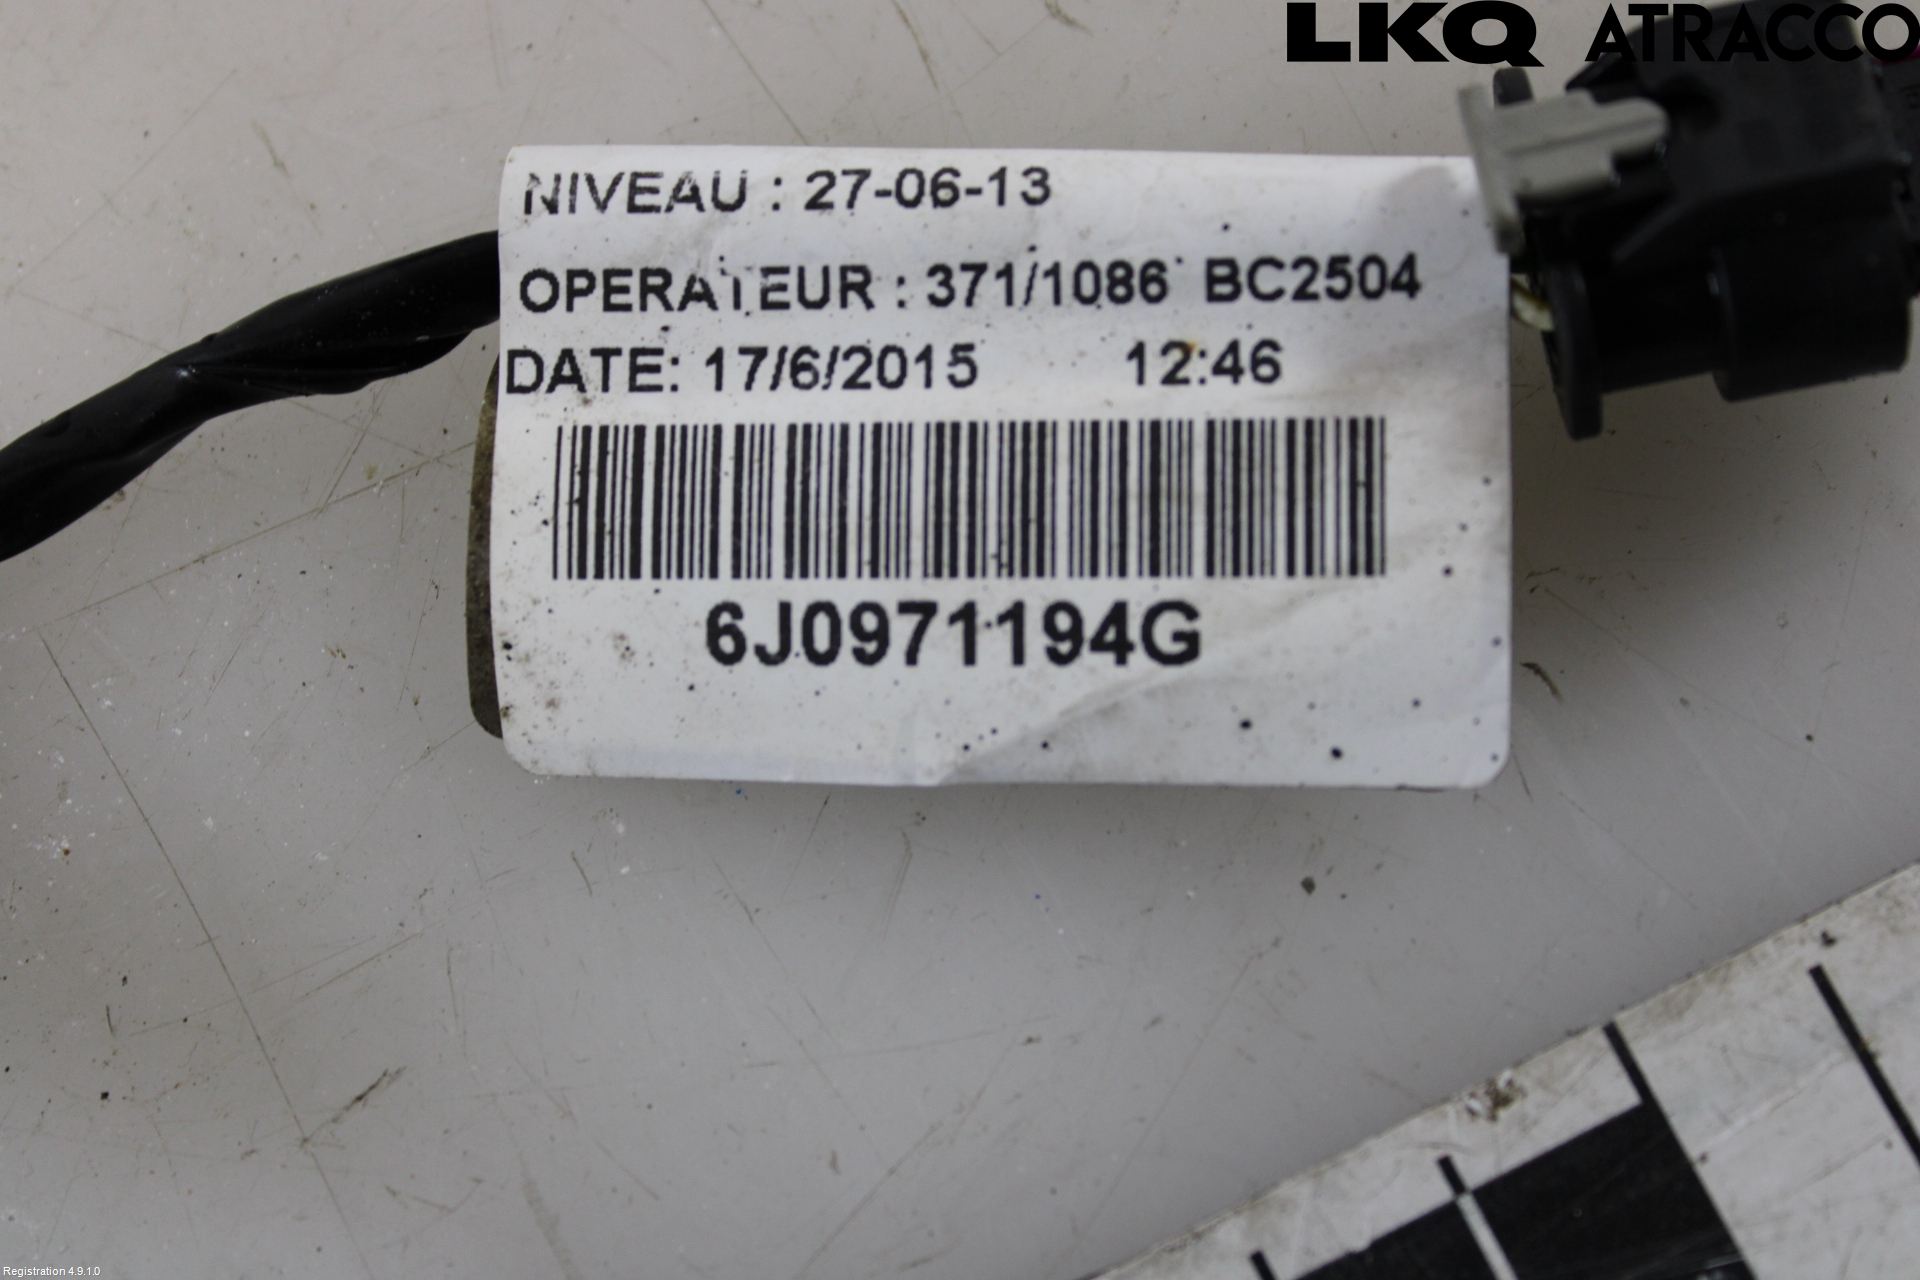 LKQ ATRACCO
NIVEAU : 27-06-13
OPERATEUR : 371/1086 BC2504
DATE: 17/6/2015 12:46
6J0971194G
Registration 4.9.1.0